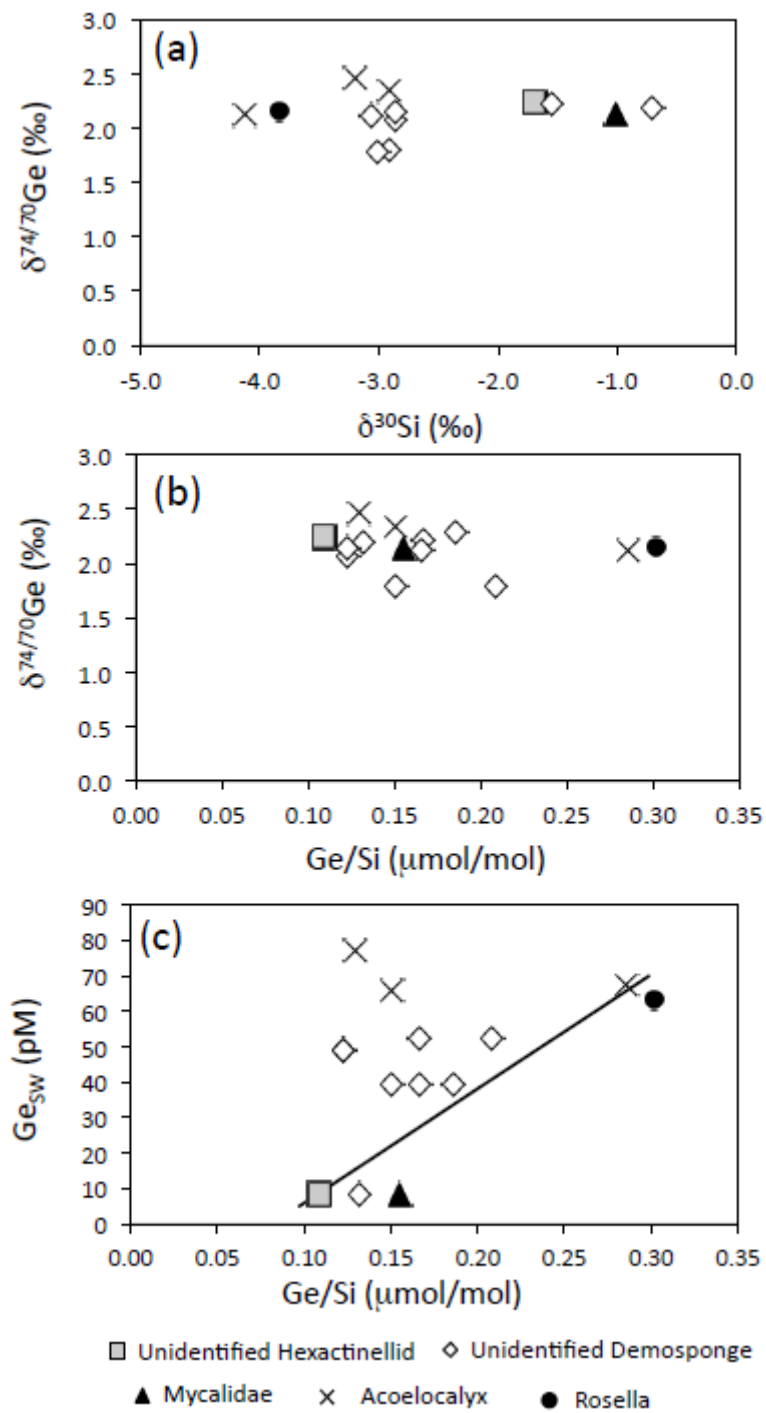 (a)
3.0
2.5
2.0
1.5
1.0
0.5
0.0
δ⁷⁴/⁷⁰Ge (‰)
-5.0 -4.0 -3.0 -2.0 -1.0 0.0
δ³⁰Si (‰)
(b)
3.0
2.5
2.0
1.5
1.0
0.5
0.0
δ⁷⁴/⁷⁰Ge (‰)
0.00 0.05 0.10 0.15 0.20 0.25 0.30 0.35
Ge/Si (μmol/mol)
(c)
90
80
70
60
50
40
30
20
10
0
Ge_SW (pM)
0.00 0.05 0.10 0.15 0.20 0.25 0.30 0.35
Ge/Si (μmol/mol)
Unidentified Hexactinellid Unidentified Demosponge
Mycalidae Acoelocalyx Rosella